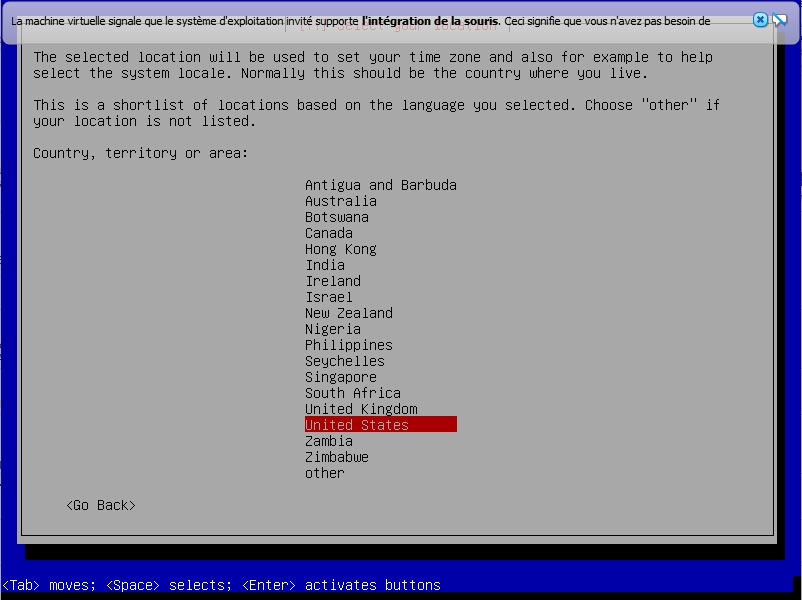 La machine virtuelle signale que le système d'exploitation invité supporte l'intégration de la souris. Ceci signifie que vous n'avez pas besoin de
[!!] Select your location
The selected location will be used to set your time zone and also for example to help
select the system locale. Normally this should be the country where you live.
This is a shortlist of locations based on the language you selected. Choose "other" if
your location is not listed.
Country, territory or area:
Antigua and Barbuda
Australia
Botswana
Canada
Hong Kong
India
Ireland
Israel
New Zealand
Nigeria
Philippines
Seychelles
Singapore
South Africa
United Kingdom
United States
Zambia
Zimbabwe
other
<Go Back>
<Tab> moves; <Space> selects; <Enter> activates buttons